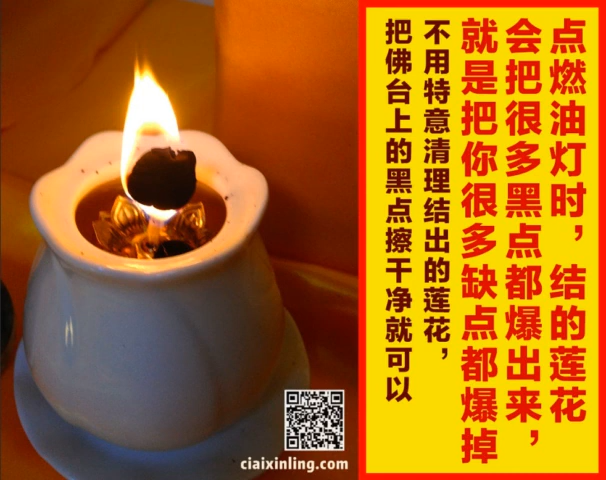 点燃油灯时，结的莲花
会把很多黑点都爆出来，
就是把你很多缺点都爆掉
不用特意清理结出的莲花，
把佛台上的黑点擦干净就可以
ciaixinling.com